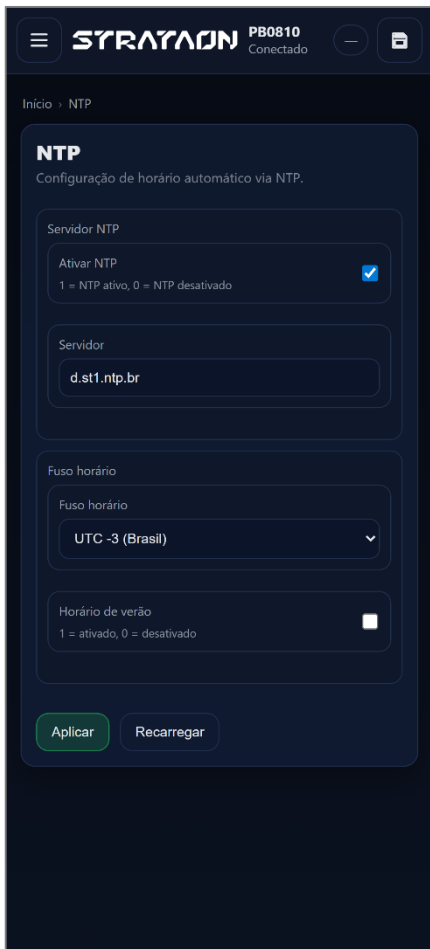 STRATAON
PB0810
Conectado
—
Início › NTP
NTP
Configuração de horário automático via NTP.
Servidor NTP
Ativar NTP
1 = NTP ativo, 0 = NTP desativado
Servidor
d.st1.ntp.br
Fuso horário
Fuso horário
UTC -3 (Brasil)
Horário de verão
1 = ativado, 0 = desativado
Aplicar
Recarregar